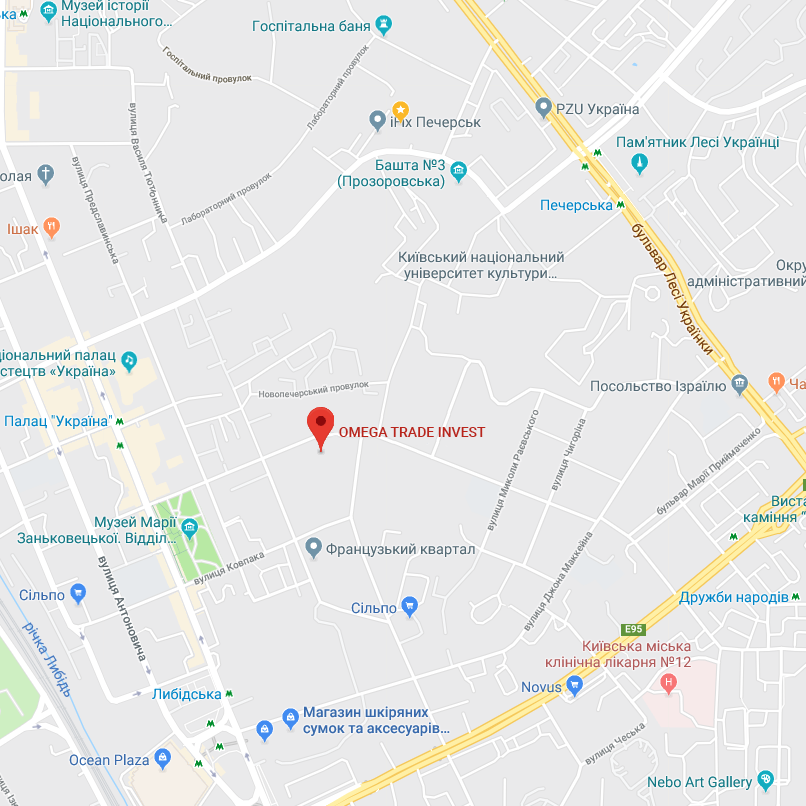 Музей історії
Національного...
ька
Госпітальна баня
Госпітальний провулок
Лабораторний провулок
PZU Україна
iHx Печерськ
вулиця Василя Тютюнника
вулиця Предславинська
Башта №3
(Прозоровська)
Пам'ятник Лесі Українці
олая
Лабораторний провулок
Печерська
Ішак
бульвар Лесі Українки
Київський національний
університет культури...
Окру
адміністративний
ціональний палац
стецтв «Україна»
Новопечерський провулок
Посольство Ізраїлю
Ча
Палац "Україна"
OMEGA TRADE INVEST
вулиця Миколи Раєвського
вулиця Чигоріна
бульвар Марії Приймаченко
Виста
каміння "
Музей Марії
Заньковецької. Відділ...
Французький квартал
вулиця Ковпака
вулиця Антоновича
вулиця Джона Маккейна
Сільпо
Сільпо
Дружби народів
річка Либідь
E95
Київська міська
клінічна лікарня №12
Либідська
Novus
Магазин шкіряних
сумок та аксесуарів...
вулиця Чеська
Ocean Plaza
Nebo Art Gallery